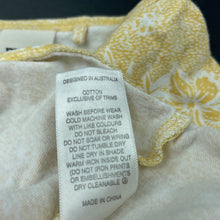 DESIGNED IN AUSTRALIA
COTTON
EXCLUSIVE OF TRIMS
WASH BEFORE WEAR
COLD MACHINE WASH
WITH LIKE COLOURS
DO NOT BLEACH
DO NOT SOAK OR WRING
DO NOT TUMBLE DRY
LINE DRY IN SHADE
WARM IRON INSIDE OUT
(DO NOT IRON PRINTS
OR EMBELLISHMENTS)
DRY CLEANABLE Ⓐ
MADE IN CHINA